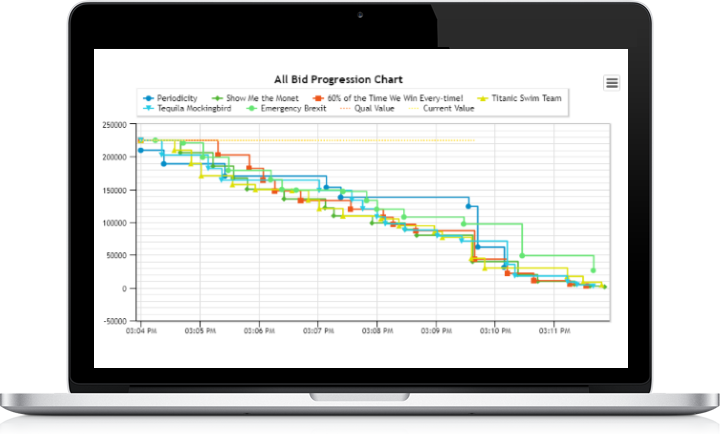 All Bid Progression Chart
Periodicity Show Me the Monet 60% of the Time We Win Every-time! Titanic Swim Team
Tequila Mockingbird Emergency Brexit Qual Value Current Value
250000
200000
150000
100000
50000
0
-50000
03:04 PM 03:05 PM 03:06 PM 03:07 PM 03:08 PM 03:09 PM 03:10 PM 03:11 PM